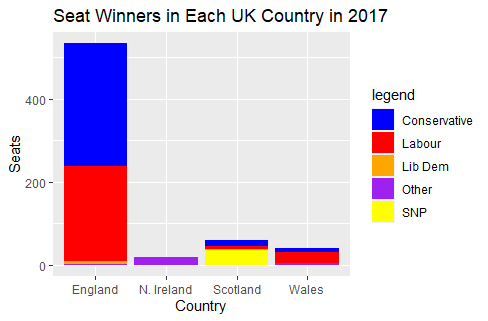 Seat Winners in Each UK Country in 2017
Seats
400
200
0
England N. Ireland Scotland Wales
Country
legend
Conservative
Labour
Lib Dem
Other
SNP